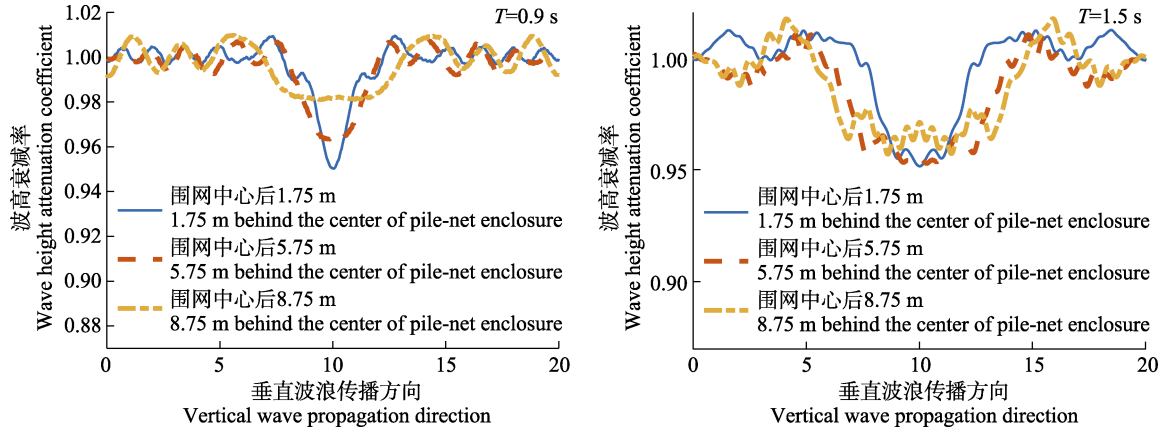 T=0.9 s
1.02
1.00
0.98
0.96
0.94
0.92
0.90
0.88
波高衰减率
Wave height attenuation coefficient
围网中心后1.75 m
1.75 m behind the center of pile-net enclosure
围网中心后5.75 m
5.75 m behind the center of pile-net enclosure
围网中心后8.75 m
8.75 m behind the center of pile-net enclosure
0
5
10
15
20
垂直波浪传播方向
Vertical wave propagation direction
T=1.5 s
1.00
0.95
0.90
波高衰减率
Wave height attenuation coefficient
围网中心后1.75 m
1.75 m behind the center of pile-net enclosure
围网中心后5.75 m
5.75 m behind the center of pile-net enclosure
围网中心后8.75 m
8.75 m behind the center of pile-net enclosure
0
5
10
15
20
垂直波浪传播方向
Vertical wave propagation direction